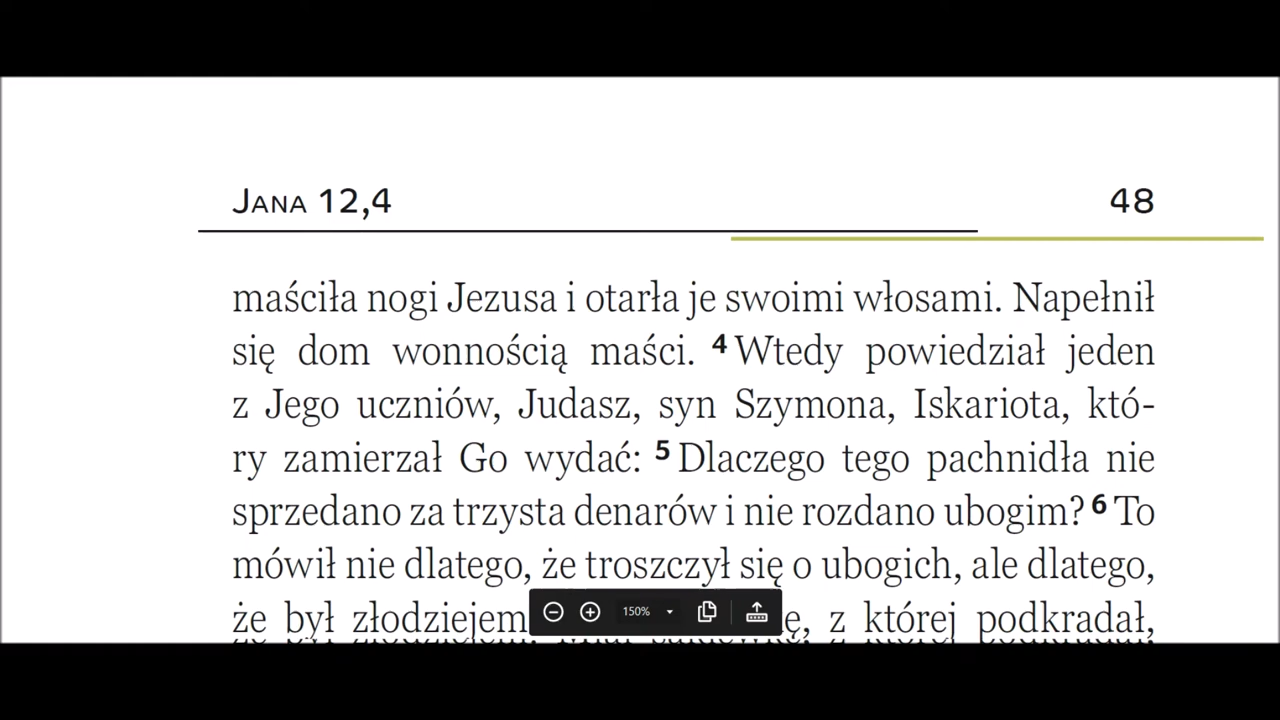 Jana 12,4 48
maściła nogi Jezusa i otarła je swoimi włosami. Napełnił
się dom wonnością maści. 4 Wtedy powiedział jeden
z Jego uczniów, Judasz, syn Szymona, Iskariota, któ-
ry zamierzał Go wydać: 5 Dlaczego tego pachnidła nie
sprzedano za trzysta denarów i nie rozdano ubogim? 6 To
mówił nie dlatego, że troszczył się o ubogich, ale dlatego,
że był złodziejem z której podkradał,
150%